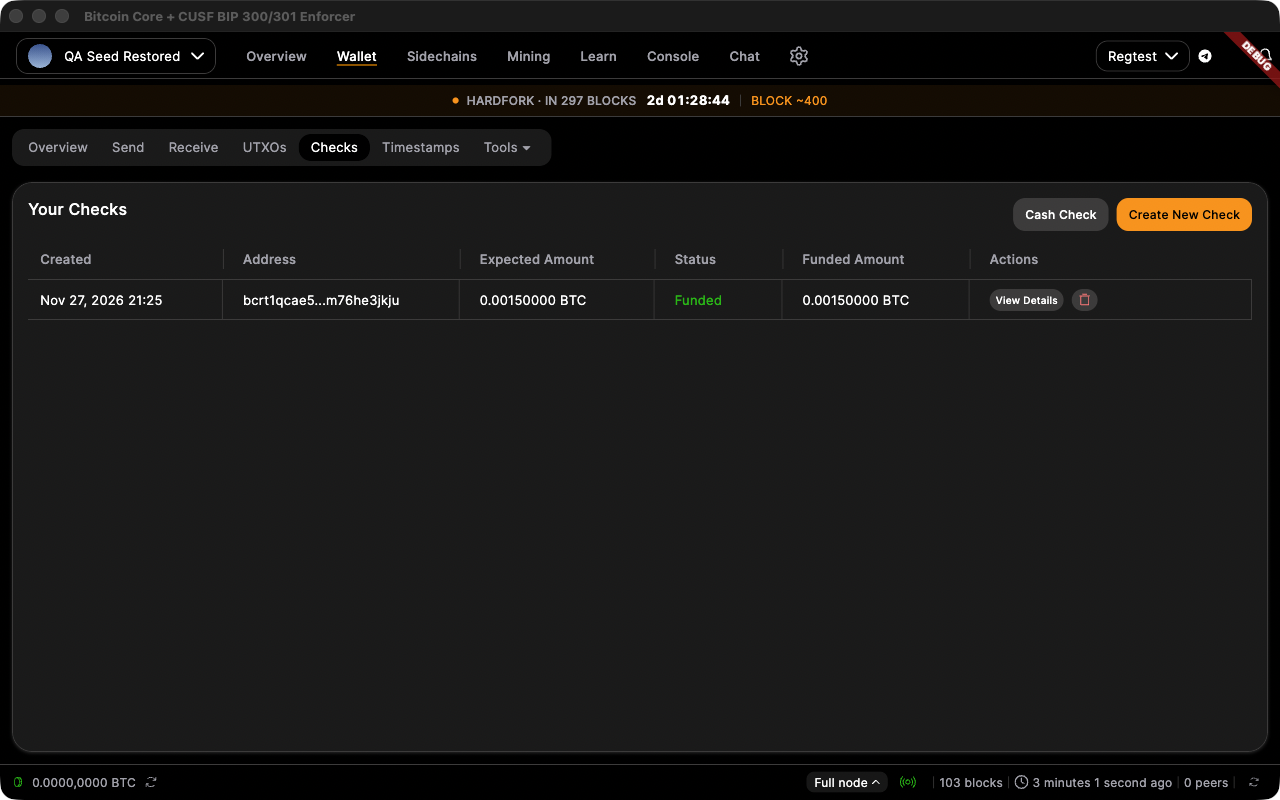 Bitcoin Core + CUSF BIP 300/301 Enforcer
QA Seed Restored
Overview
Wallet
Sidechains
Mining
Learn
Console
Chat
Regtest
DEBUG
HARDFORK · IN 297 BLOCKS 2d 01:28:44 BLOCK ~400
Overview
Send
Receive
UTXOs
Checks
Timestamps
Tools
Your Checks
Cash Check
Create New Check
Created Address Expected Amount Status Funded Amount Actions
Nov 27, 2026 21:25 bcrt1qcae5...m76he3jkju 0.00150000 BTC Funded 0.00150000 BTC View Details
0.0000,0000 BTC
Full node
103 blocks
3 minutes 1 second ago
0 peers